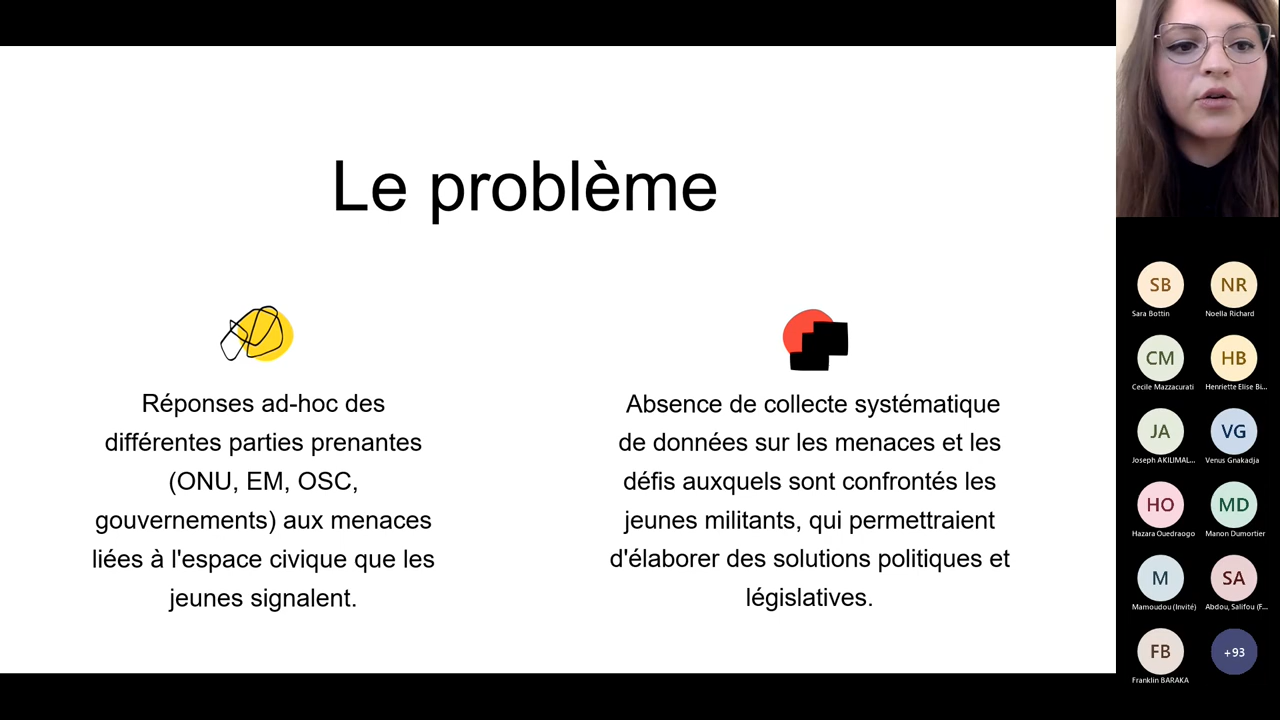 Le problème
Réponses ad-hoc des
différentes parties prenantes
(ONU, EM, OSC,
gouvernements) aux menaces
liées à l'espace civique que les
jeunes signalent.
Absence de collecte systématique
de données sur les menaces et les
défis auxquels sont confrontés les
jeunes militants, qui permettraient
d'élaborer des solutions politiques et
législatives.
SB
Sara Bottin
NR
Noella Richard
CM
Cecile Mazzacurati
HB
Henriette Elise Bi...
JA
Joseph AKILIMAL...
VG
Venus Gnakadja
HO
Hazara Ouedraogo
MD
Manon Dumortier
M
Mamoudou (Invité)
SA
Abdou, Salifou (F...
FB
Franklin BARAKA
+93